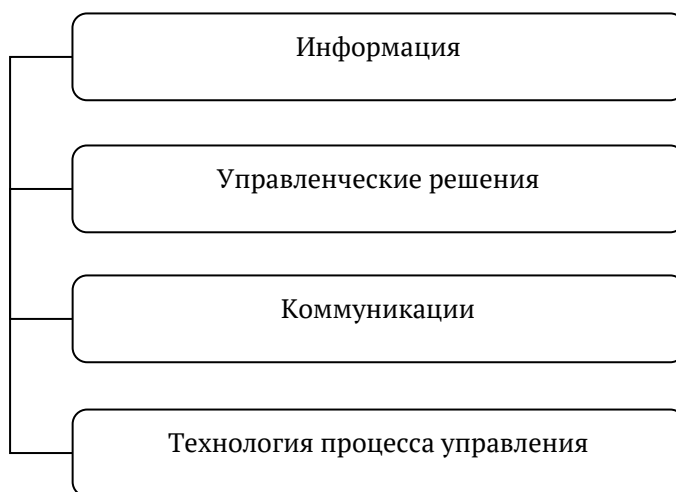 Информация
Управленческие решения
Коммуникации
Технология процесса управления